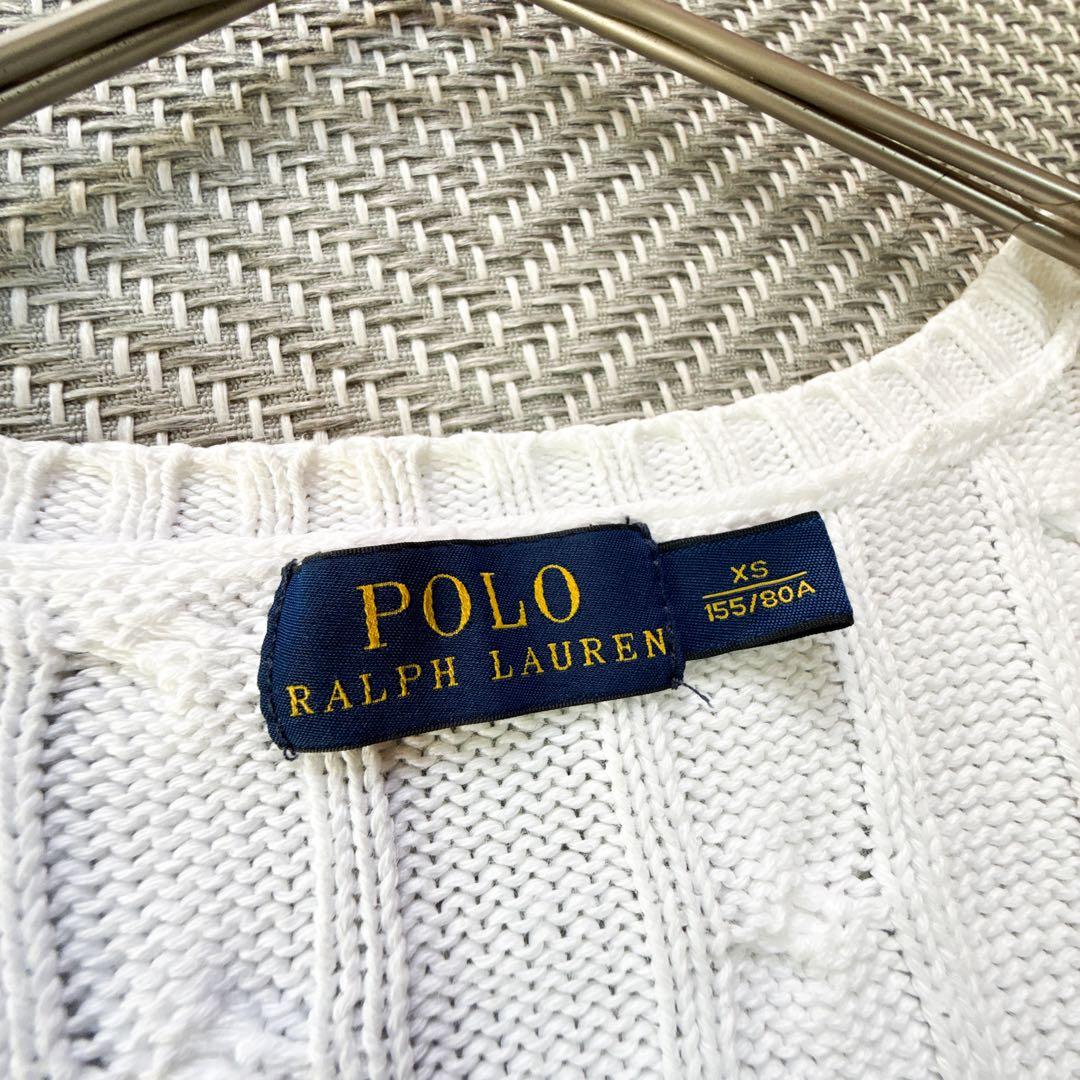 POLO
RALPH LAUREN
XS
155/80A